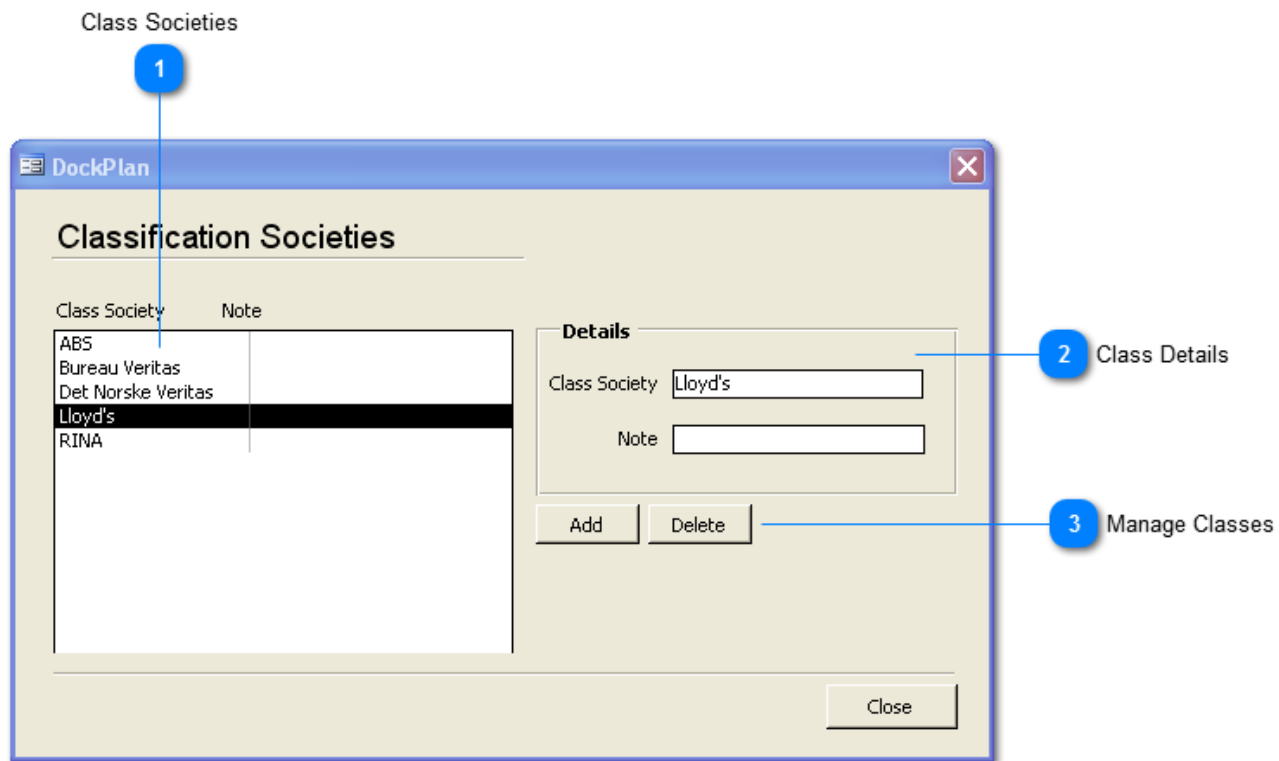 Class Societies
1
DockPlan
Classification Societies
Class Society Note
ABS
Bureau Veritas
Det Norske Veritas
Lloyd's
RINA
Details
Class Society Lloyd's
Note
Add Delete
Close
2 Class Details
3 Manage Classes